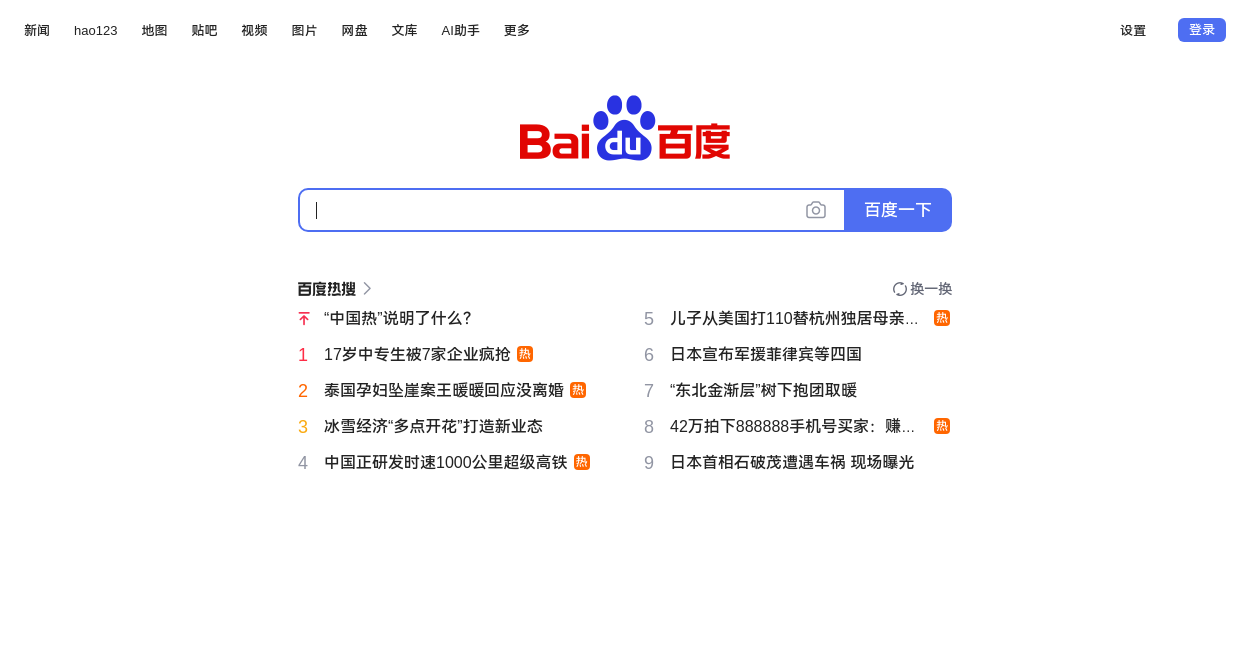 新闻 hao123 地图 贴吧 视频 图片 网盘 文库 AI助手 更多 设置 登录
Bai du 百度
百度一下
百度热搜 换一换
“中国热”说明了什么?
1 17岁中专生被7家企业疯抢 热
2 泰国孕妇坠崖案王暖暖回应没离婚 热
3 冰雪经济“多点开花”打造新业态
4 中国正研发时速1000公里超级高铁 热
5 儿子从美国打110替杭州独居母亲... 热
6 日本宣布军援菲律宾等四国
7 “东北金渐层”树下抱团取暖
8 42万拍下888888手机号买家：赚... 热
9 日本首相石破茂遭遇车祸 现场曝光